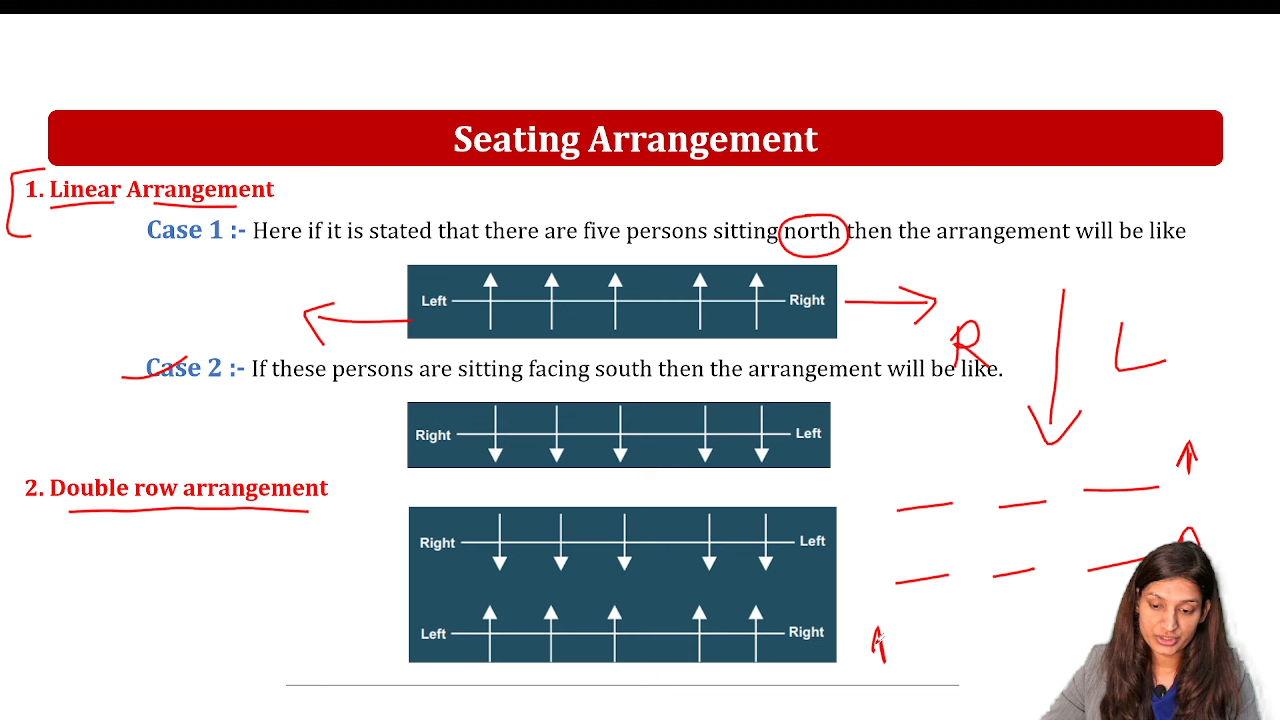 Seating Arrangement
1. Linear Arrangement
Case 1 :- Here if it is stated that there are five persons sitting north then the arrangement will be like
Left Right
R L
Case 2 :- If these persons are sitting facing south then the arrangement will be like.
Right Left
2. Double row arrangement
Right Left
Left Right